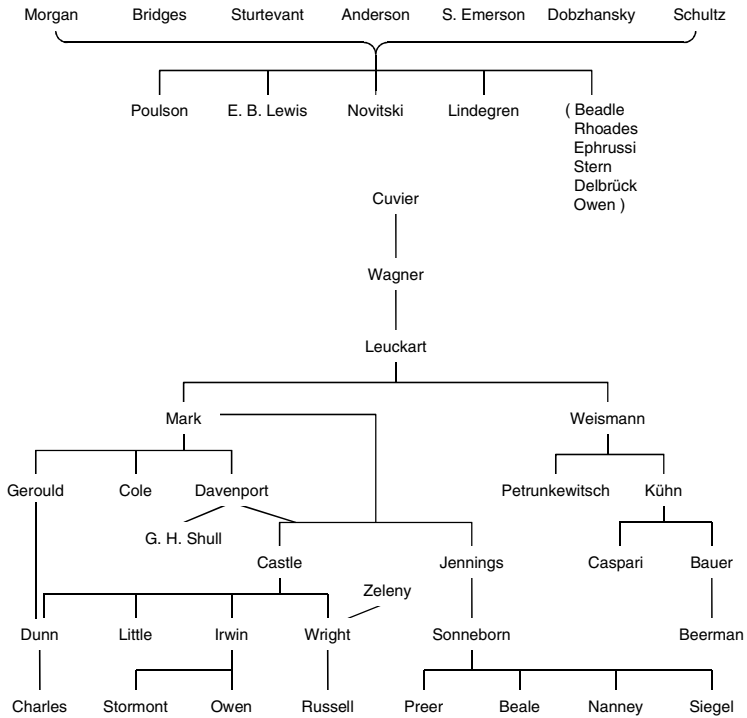 Morgan Bridges Sturtevant Anderson S. Emerson Dobzhansky Schultz
Poulson E. B. Lewis Novitski Lindegren ( Beadle
Rhoades
Ephrussi
Stern
Delbrück
Owen )
Cuvier
Wagner
Leuckart
Mark Weismann
Gerould Cole Davenport Petrunkewitsch Kühn
G. H. Shull
Castle Jennings Caspari Bauer
Zeleny
Dunn Little Irwin Wright Sonneborn Beerman
Charles Stormont Owen Russell Preer Beale Nanney Siegel